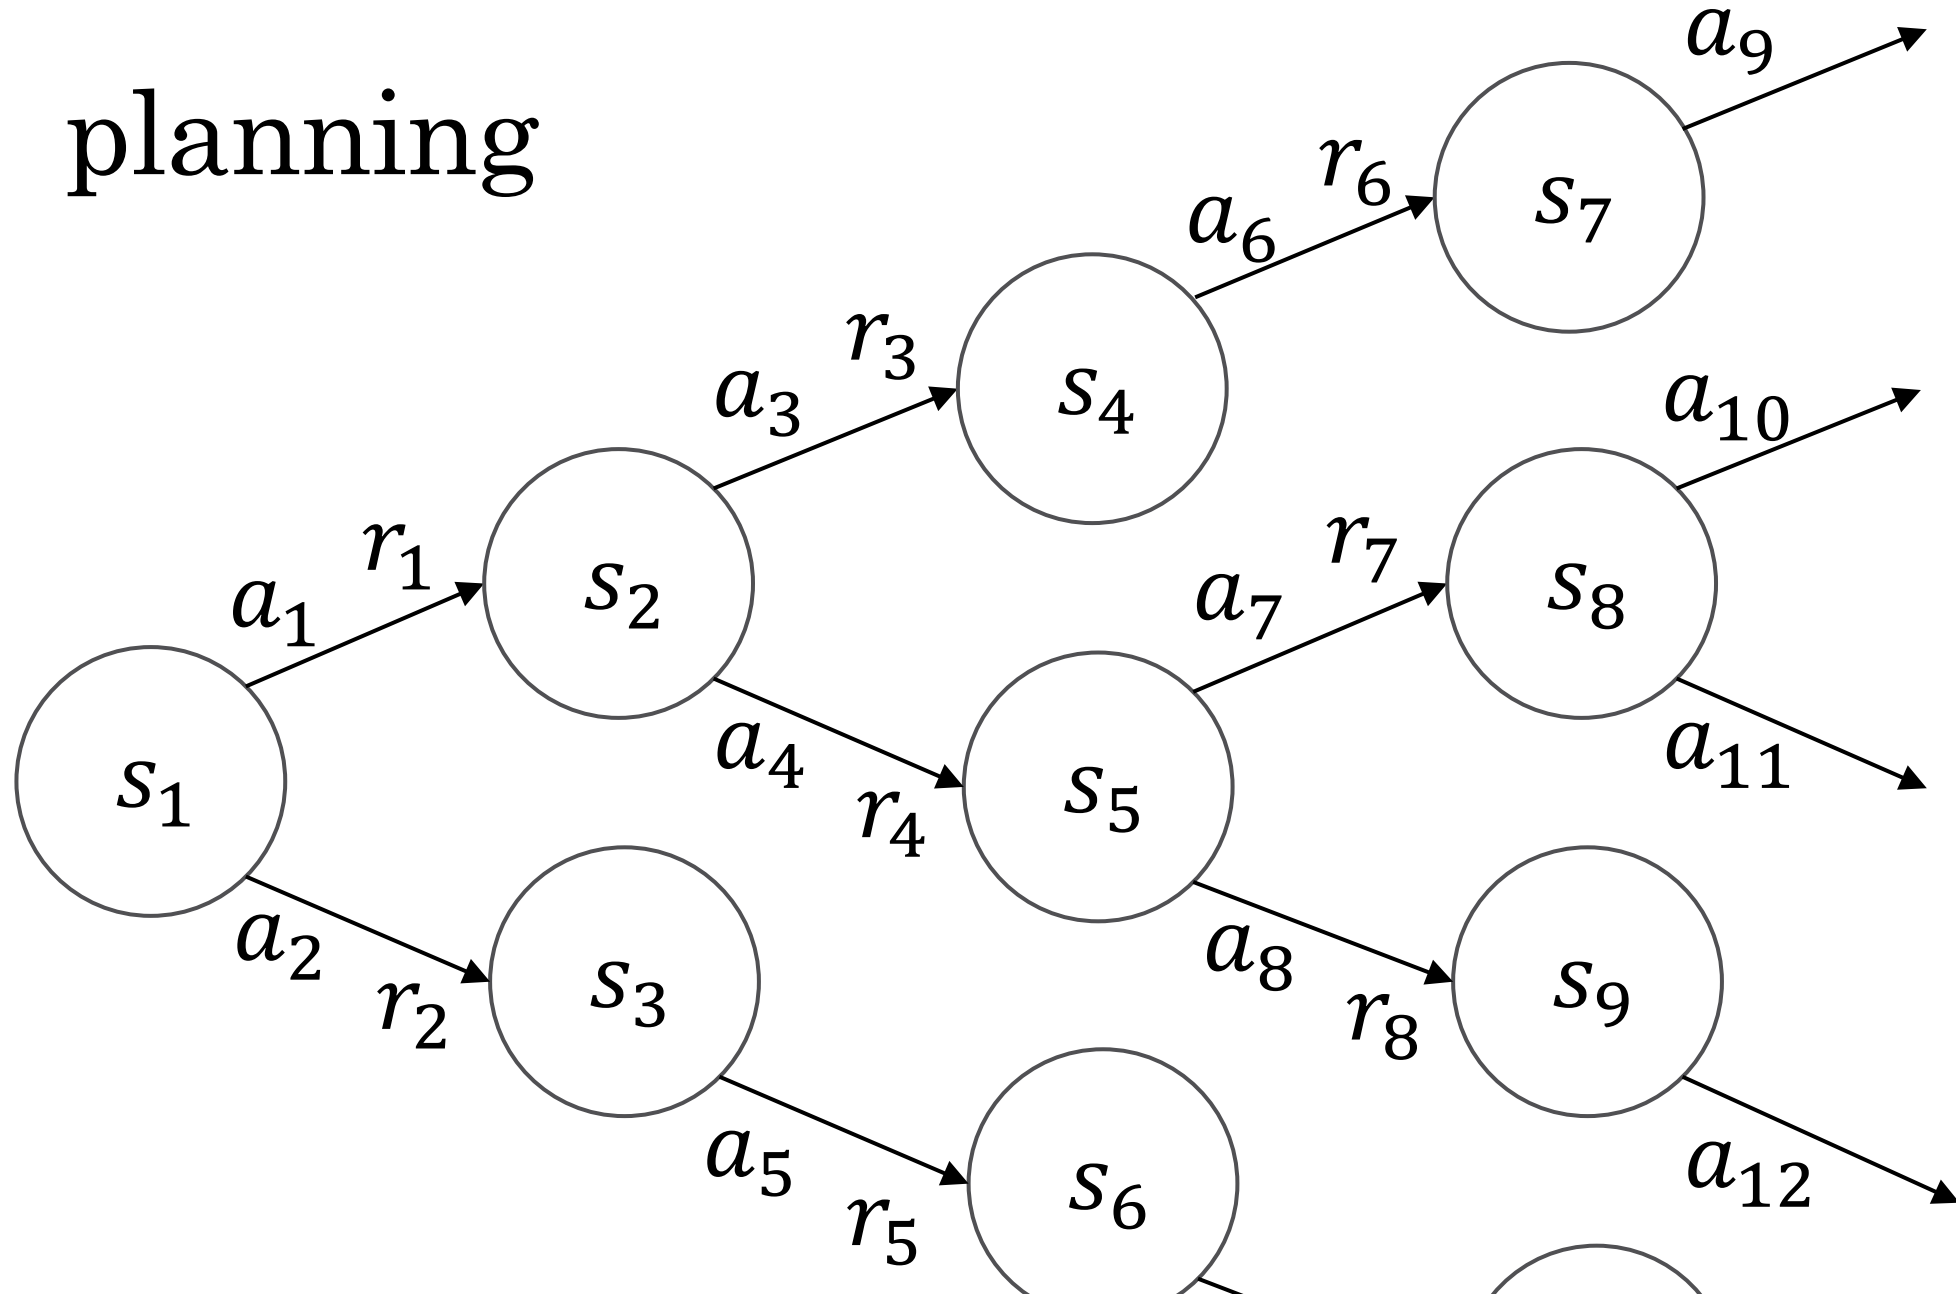 planning
a₉
r₆
a₆
s₇
r₃
a₃
s₄
a₁₀
r₁
a₁
s₂
r₇
a₇
s₈
a₁₁
s₁
a₄
r₄
s₅
a₂
r₂
s₃
a₈
r₈
s₉
a₅
r₅
s₆
a₁₂